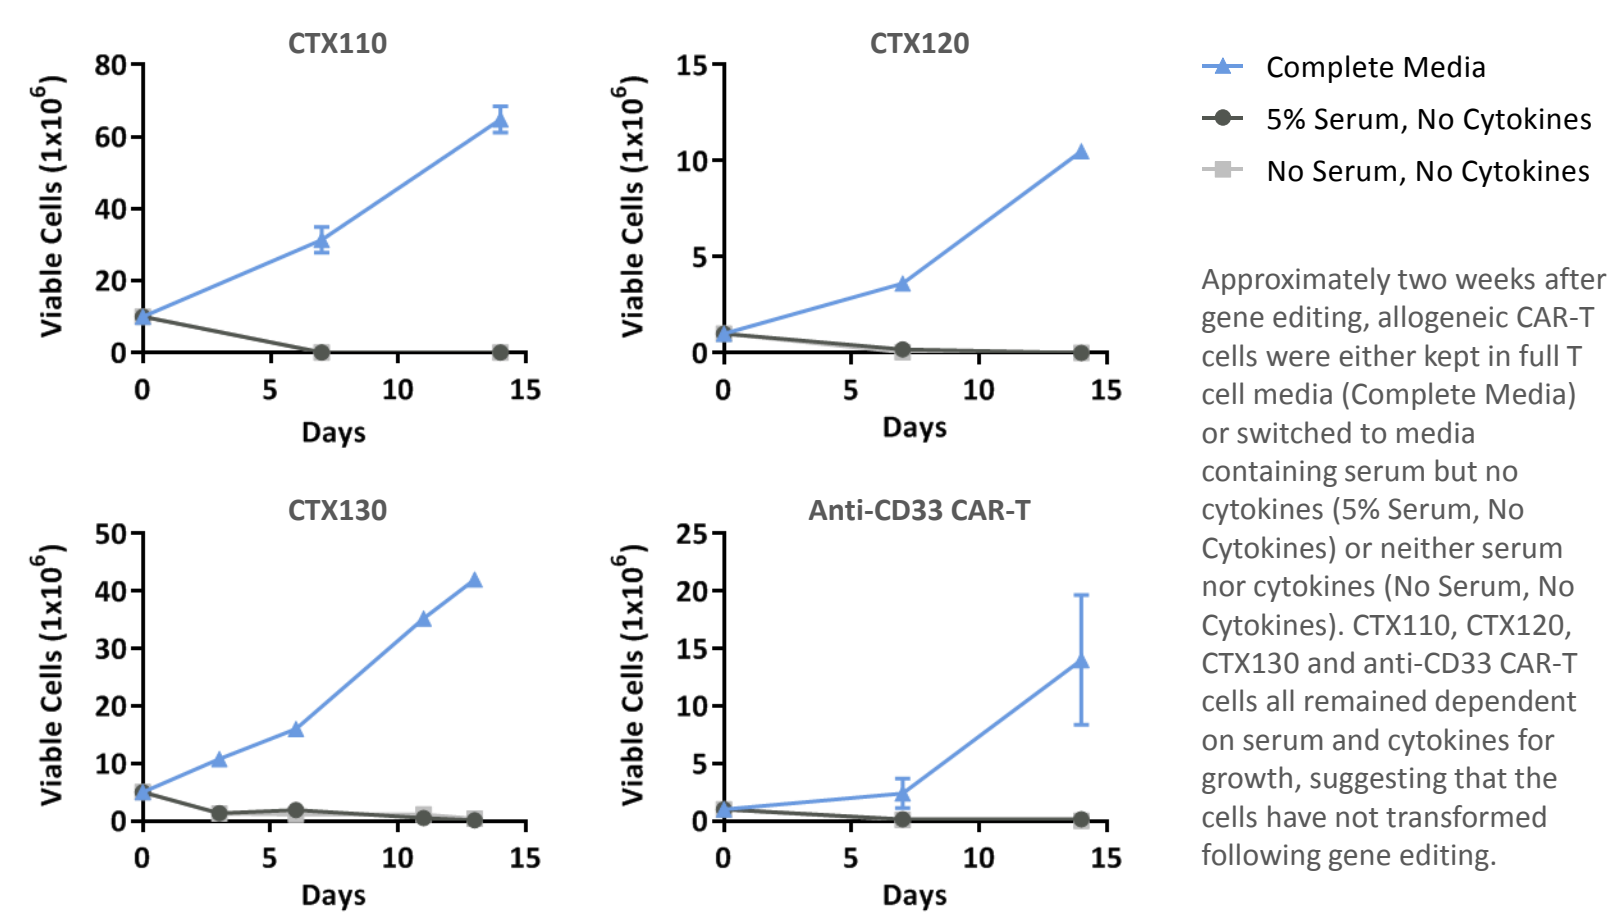 CTX110
80
60
40
20
0
Viable Cells (1x10⁶)
0 5 10 15
Days
CTX120
15
10
5
0
Viable Cells (1x10⁶)
0 5 10 15
Days
CTX130
50
40
30
20
10
0
Viable Cells (1x10⁶)
0 5 10 15
Days
Anti-CD33 CAR-T
25
20
15
10
5
0
Viable Cells (1x10⁶)
0 5 10 15
Days
Complete Media
5% Serum, No Cytokines
No Serum, No Cytokines
Approximately two weeks after
gene editing, allogeneic CAR-T
cells were either kept in full T
cell media (Complete Media)
or switched to media
containing serum but no
cytokines (5% Serum, No
Cytokines) or neither serum
nor cytokines (No Serum, No
Cytokines). CTX110, CTX120,
CTX130 and anti-CD33 CAR-T
cells all remained dependent
on serum and cytokines for
growth, suggesting that the
cells have not transformed
following gene editing.